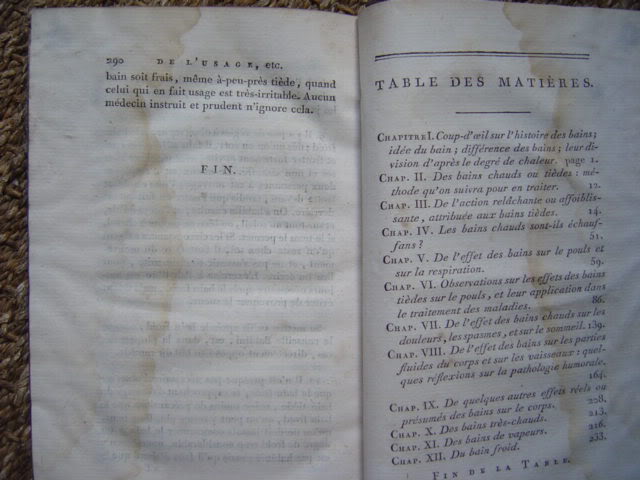 290 DE L'USAGE, etc.
bain soit frais, même à-peu-près tiède, quand
celui qui en fait usage est très-irritable. Aucun
médecin instruit et prudent n'ignore cela.
FIN.
TABLE DES MATIÈRES.
CHAPITRE I. Coup-d'œil sur l'histoire des bains;
idée du bain; différence des bains; leur di-
vision d'après le degré de chaleur. page 1.
CHAP. II. Des bains chauds ou tièdes: mé-
thode qu'on suivra pour en traiter. 12.
CHAP. III. De l'action relâchante ou affoiblis-
sante, attribuée aux bains tièdes. 14.
CHAP. IV. Les bains chauds sont-ils échauf-
fans? 51.
CHAP. V. De l'effet des bains sur le pouls et
sur la respiration. 59.
CHAP. VI. Observations sur les effets des bains
tièdes sur le pouls, et leur application dans
le traitement des maladies. 86.
CHAP. VII. De l'effet des bains chauds sur les
douleurs, les spasmes, et sur le sommeil. 139.
CHAP. VIII. De l'effet des bains sur les parties
fluides du corps et sur les vaisseaux: quel-
ques réflexions sur la pathologie humorale.
164.
CHAP. IX. De quelques autres effets réels ou
présumés des bains sur le corps. 208.
CHAP. X. Des bains très-chauds. 213.
CHAP. XI. Des bains de vapeurs. 216.
CHAP. XII. Du bain froid. 233.
FIN DE LA TABLE.